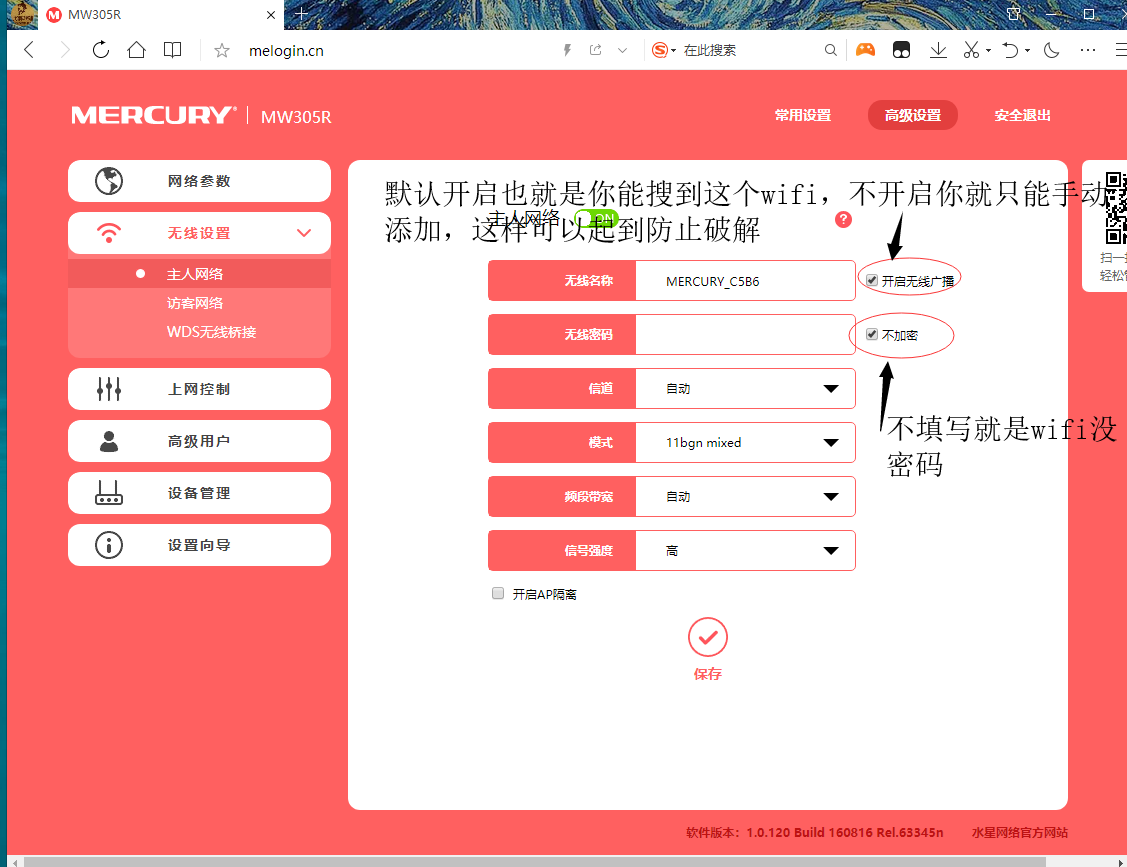 MW305R
melogin.cn
在此搜索
MERCURY® MW305R
常用设置
高级设置
安全退出
网络参数
无线设置
主人网络
访客网络
WDS无线桥接
上网控制
高级用户
设备管理
设置向导
默认开启也就是你能搜到这个wifi，不开启你就只能手动
添加，这样可以起到防止破解
主人网络 ON
?
无线名称 MERCURY_C5B6 开启无线广播
无线密码 不加密
信道 自动
不填写就是wifi没
密码
模式 11bgn mixed
频段带宽 自动
信号强度 高
开启AP隔离
保存
扫一
轻松
软件版本：1.0.120 Build 160816 Rel.63345n 水星网络官方网站